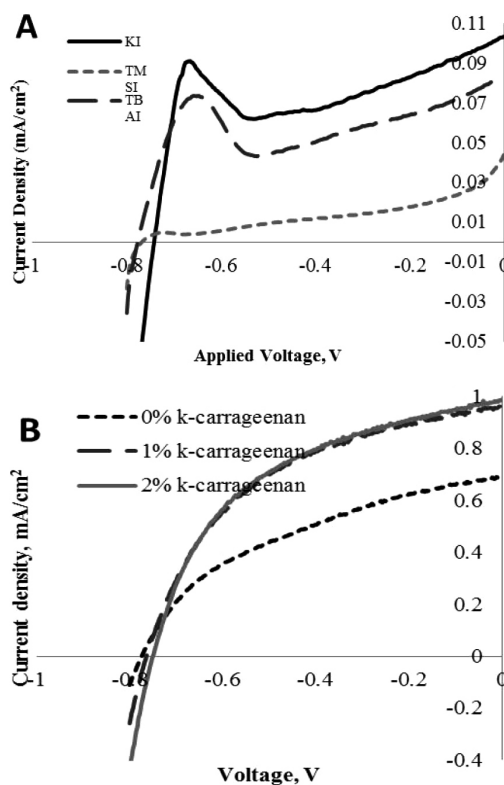 A
KI
TM
SI
TB
AI
Current Density (mA/cm²)
0.11
0.09
0.07
0.05
0.03
0.01
-0.01
-0.03
-0.05
-1
-0.8
-0.6
-0.4
-0.2
0
Applied Voltage, V
B
0% k-carrageenan
1% k-carrageenan
2% k-carrageenan
Current density, mA/cm²
1
0.8
0.6
0.4
0.2
0
-0.2
-0.4
-1
-0.8
-0.6
-0.4
-0.2
0
Voltage, V